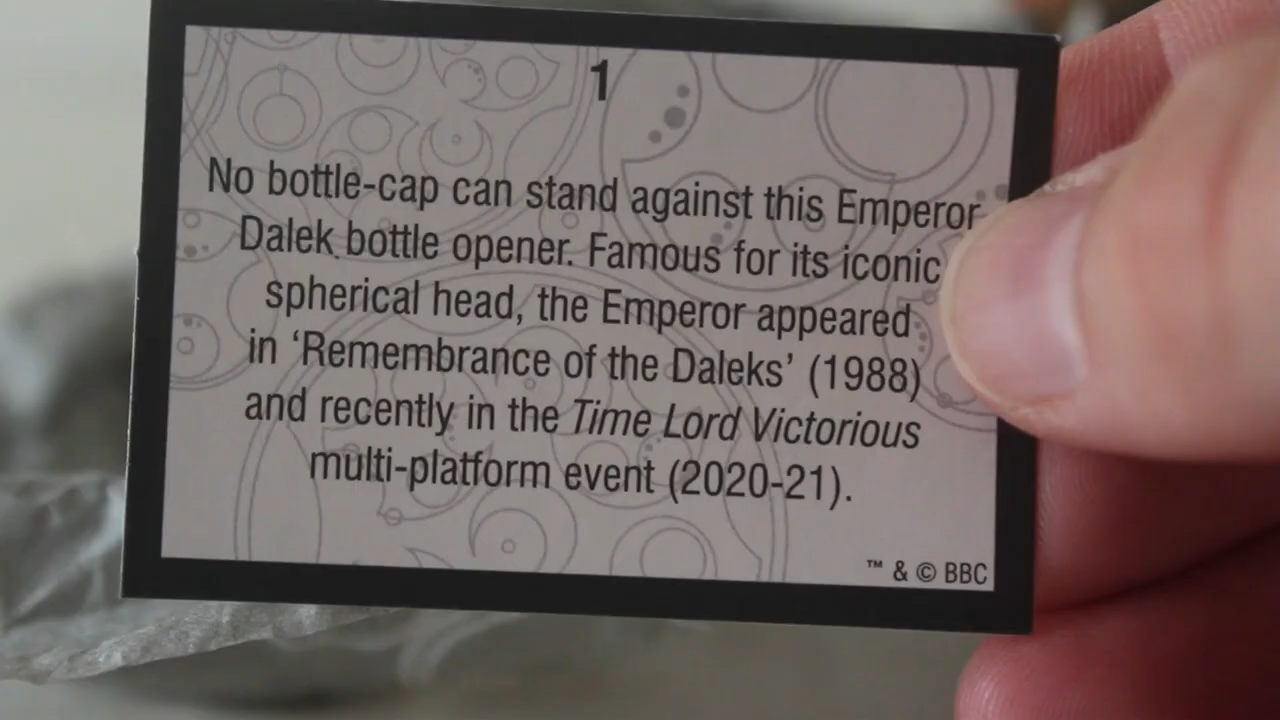 1
No bottle-cap can stand against this Emperor
Dalek bottle opener. Famous for its iconic
spherical head, the Emperor appeared
in ‘Remembrance of the Daleks’ (1988)
and recently in the Time Lord Victorious
multi-platform event (2020-21).
™ & © BBC